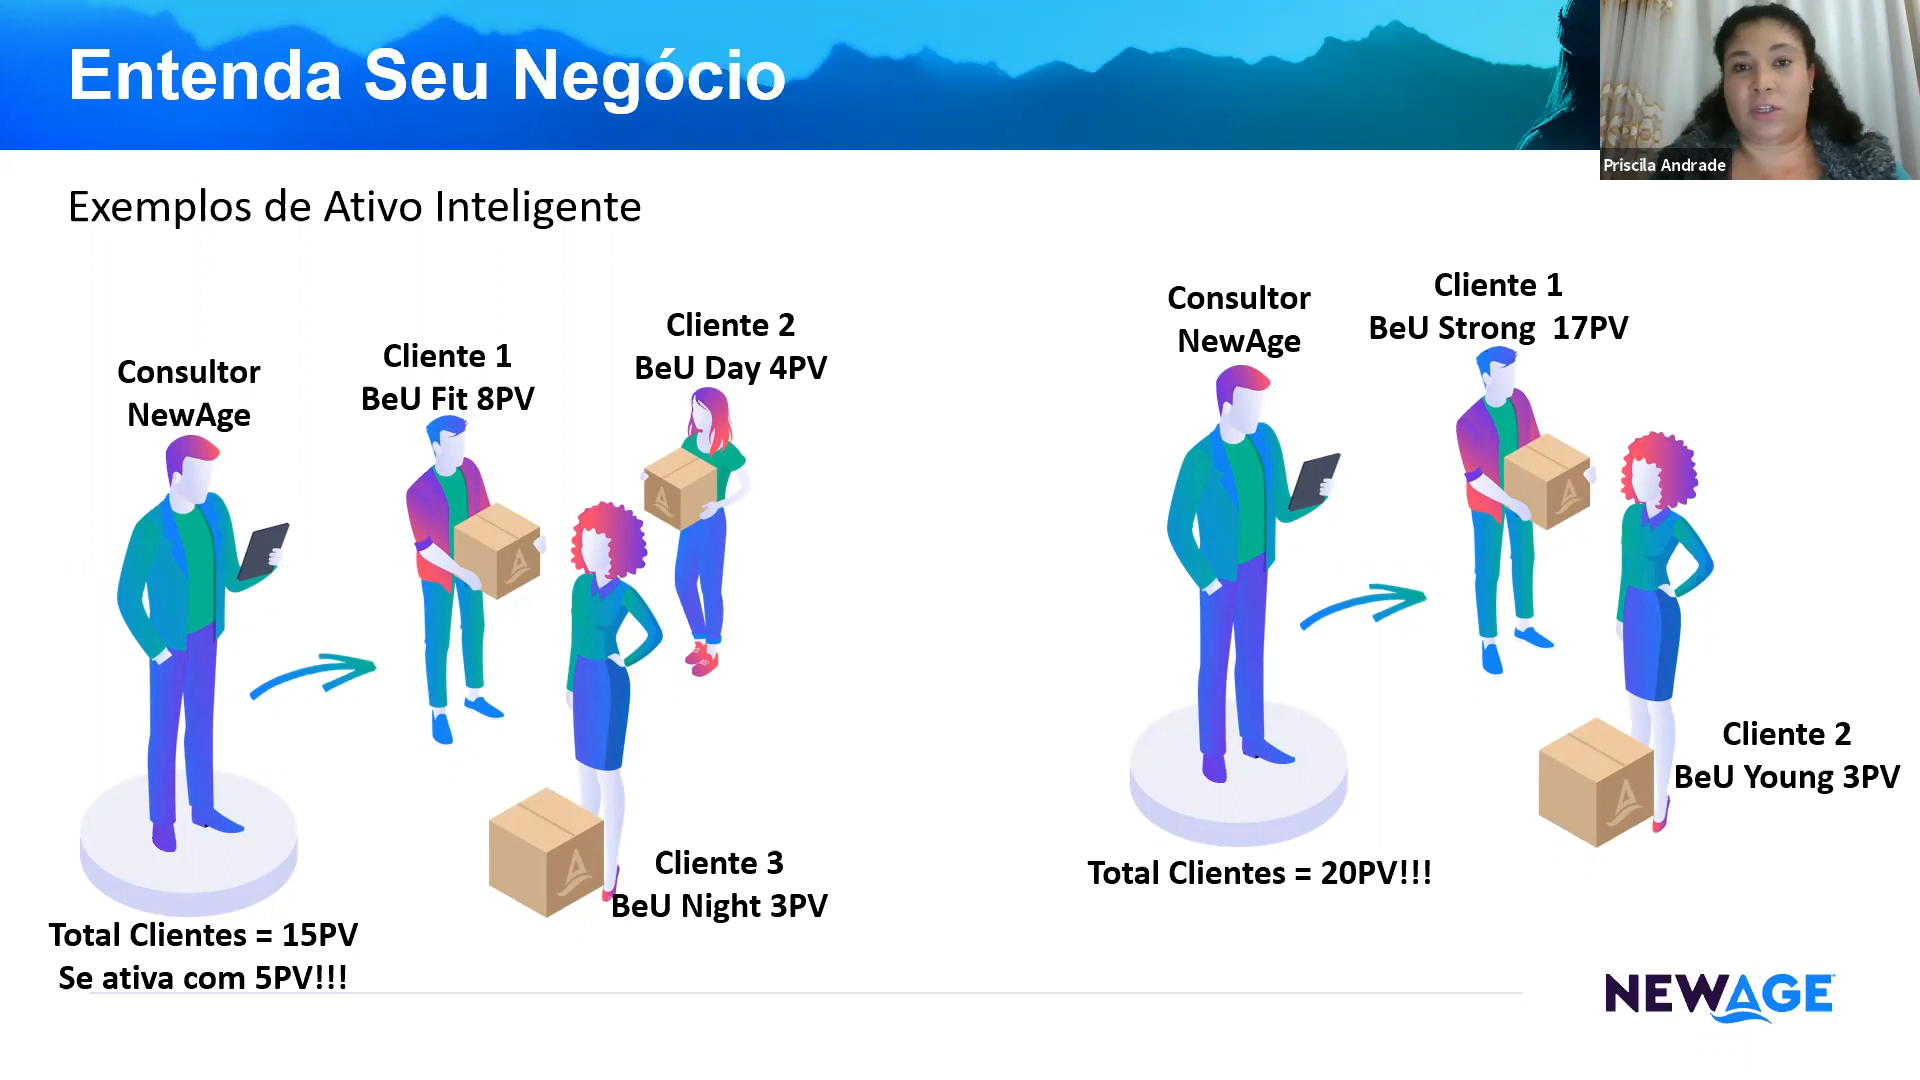 Entenda Seu Negócio
Priscila Andrade
Exemplos de Ativo Inteligente
Consultor
NewAge
Cliente 1
BeU Fit 8PV
Cliente 2
BeU Day 4PV
Cliente 3
BeU Night 3PV
Total Clientes = 15PV
Se ativa com 5PV!!!
Consultor
NewAge
Cliente 1
BeU Strong  17PV
Cliente 2
BeU Young 3PV
Total Clientes = 20PV!!!
NEWAGE